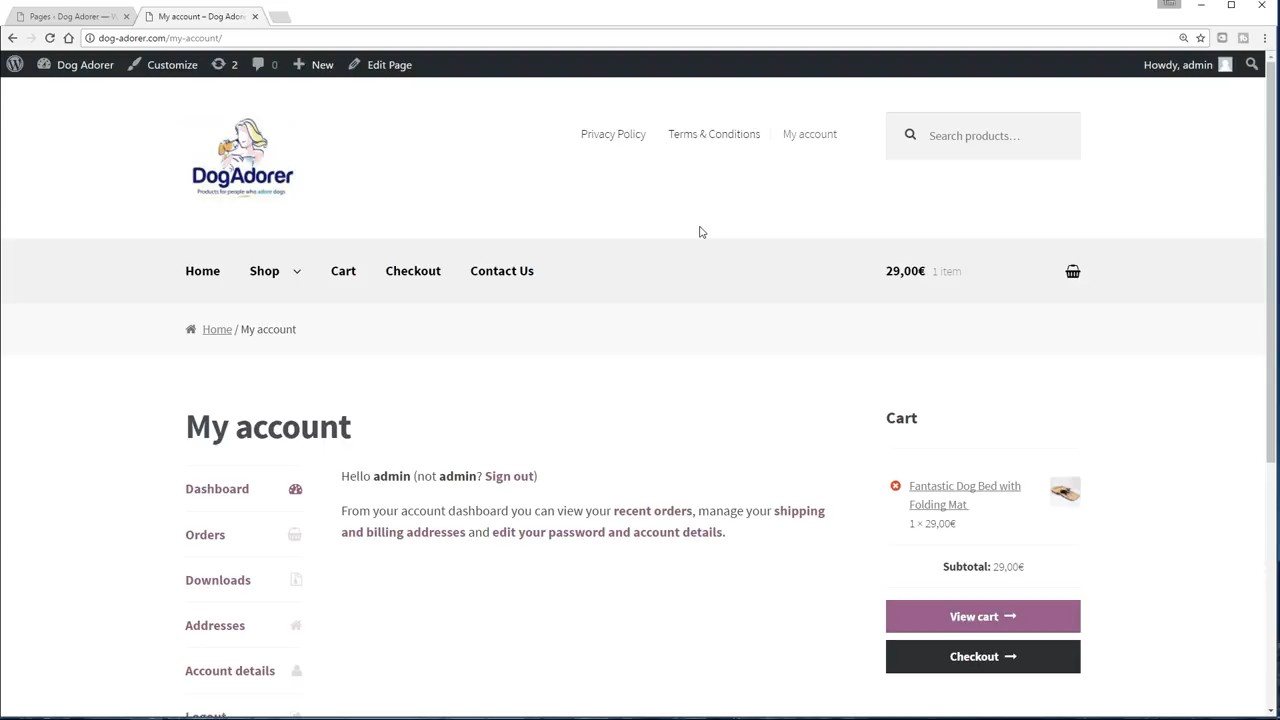 Pages ‹ Dog Adorer —
My account – Dog Adorer
dog-adorer.com/my-account/
Dog Adorer
Customize
2
0
New
Edit Page
Howdy, admin
DogAdorer
Products for people who adore dogs
Privacy Policy
Terms & Conditions
My account
Search products…
Home
Shop
Cart
Checkout
Contact Us
29,00€ 1 item
Home / My account
My account
Dashboard
Orders
Downloads
Addresses
Account details
Logout
Hello admin (not admin? Sign out)
From your account dashboard you can view your recent orders, manage your shipping
and billing addresses and edit your password and account details.
Cart
Fantastic Dog Bed with
Folding Mat
1 × 29,00€
Subtotal: 29,00€
View cart
Checkout